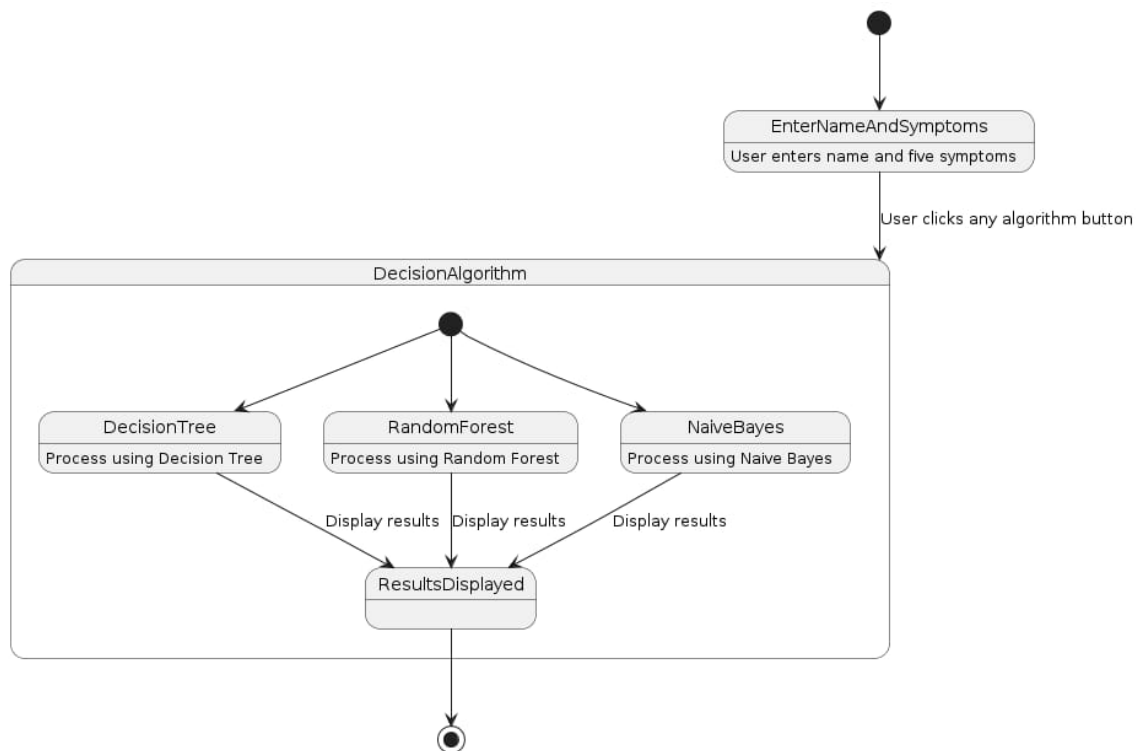 EnterNameAndSymptoms
User enters name and five symptoms
User clicks any algorithm button
DecisionAlgorithm
DecisionTree
Process using Decision Tree
RandomForest
Process using Random Forest
NaiveBayes
Process using Naive Bayes
Display results
Display results
Display results
ResultsDisplayed